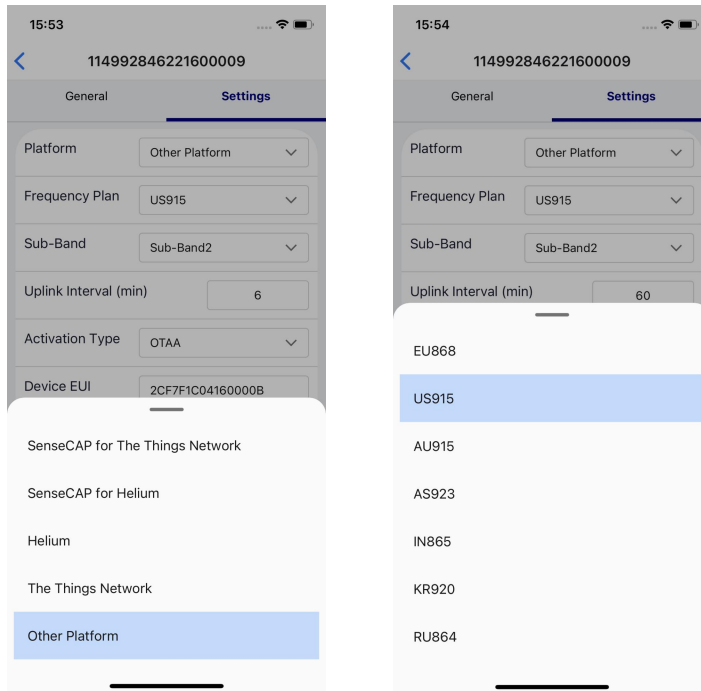 15:53
114992846221600009
General Settings
Platform Other Platform
Frequency Plan US915
Sub-Band Sub-Band2
Uplink Interval (min) 6
Activation Type OTAA
Device EUI 2CF7F1C04160000B
SenseCAP for The Things Network
SenseCAP for Helium
Helium
The Things Network
Other Platform
15:54
114992846221600009
General Settings
Platform Other Platform
Frequency Plan US915
Sub-Band Sub-Band2
Uplink Interval (min) 60
EU868
US915
AU915
AS923
IN865
KR920
RU864